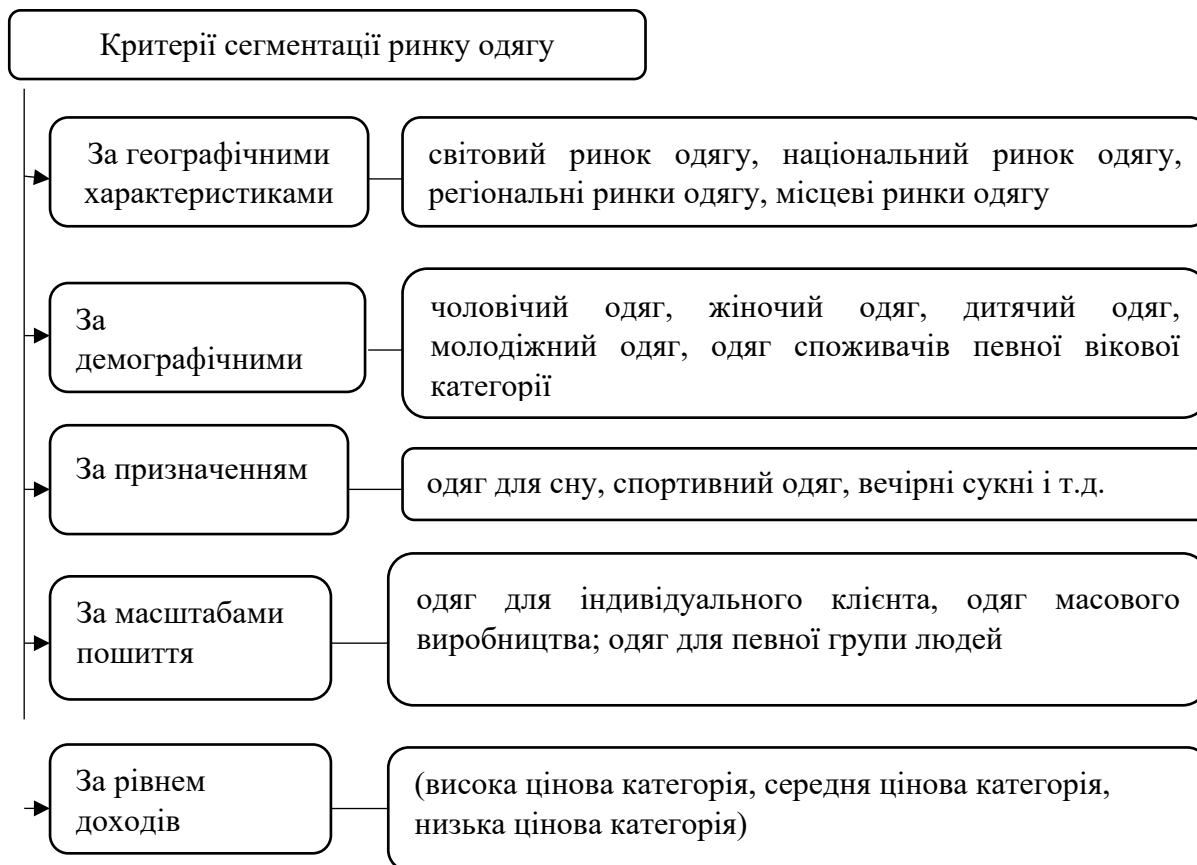 Критерії сегментації ринку одягу
За географічними
характеристиками
світовий ринок одягу, національний ринок одягу,
регіональні ринки одягу, місцеві ринки одягу
За
демографічними
чоловічий одяг, жіночий одяг, дитячий одяг,
молодіжний одяг, одяг споживачів певної вікової
категорії
За призначенням
одяг для сну, спортивний одяг, вечірні сукні і т.д.
За масштабами
пошиття
одяг для індивідуального клієнта, одяг масового
виробництва; одяг для певної групи людей
За рівнем
доходів
(висока цінова категорія, середня цінова категорія,
низька цінова категорія)